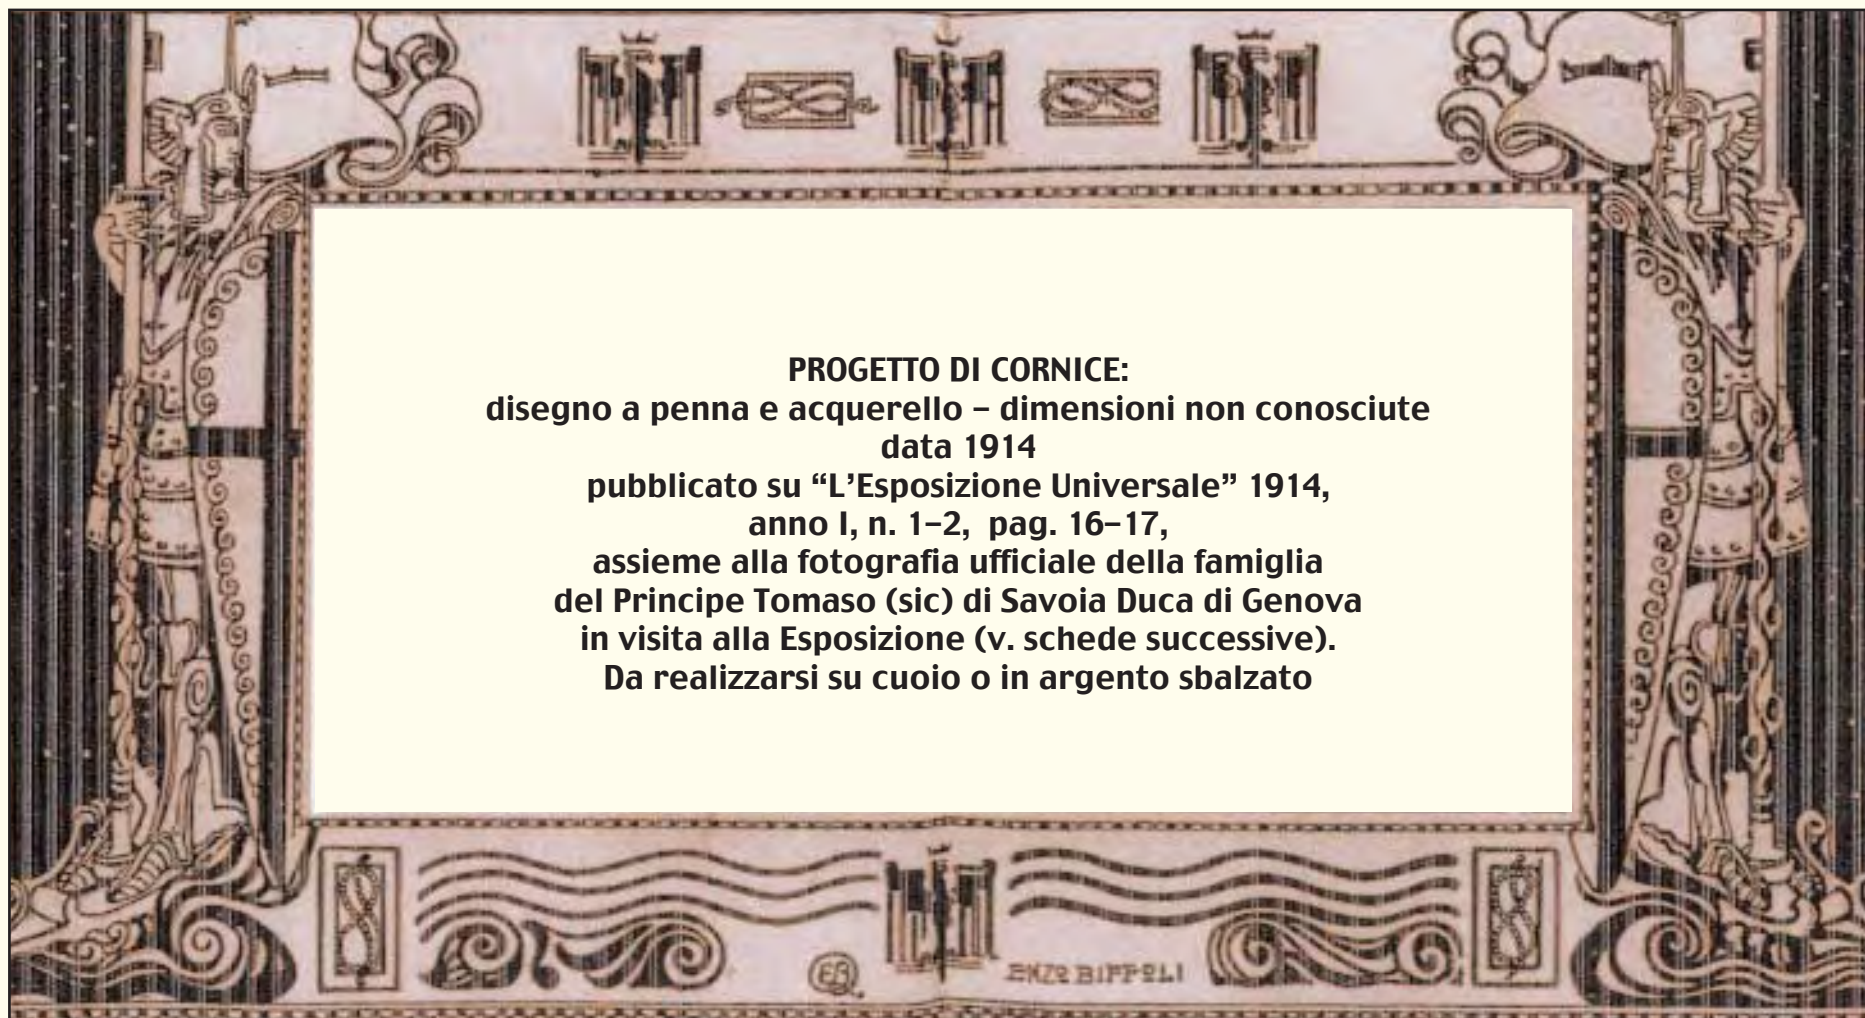 PROGETTO DI CORNICE:
disegno a penna e acquerello – dimensioni non conosciute
data 1914
pubblicato su “L’Esposizione Universale” 1914,
anno I, n. 1–2, pag. 16–17,
assieme alla fotografia ufficiale della famiglia
del Principe Tomaso (sic) di Savoia Duca di Genova
in visita alla Esposizione (v. schede successive).
Da realizzarsi su cuoio o in argento sbalzato
ENZO